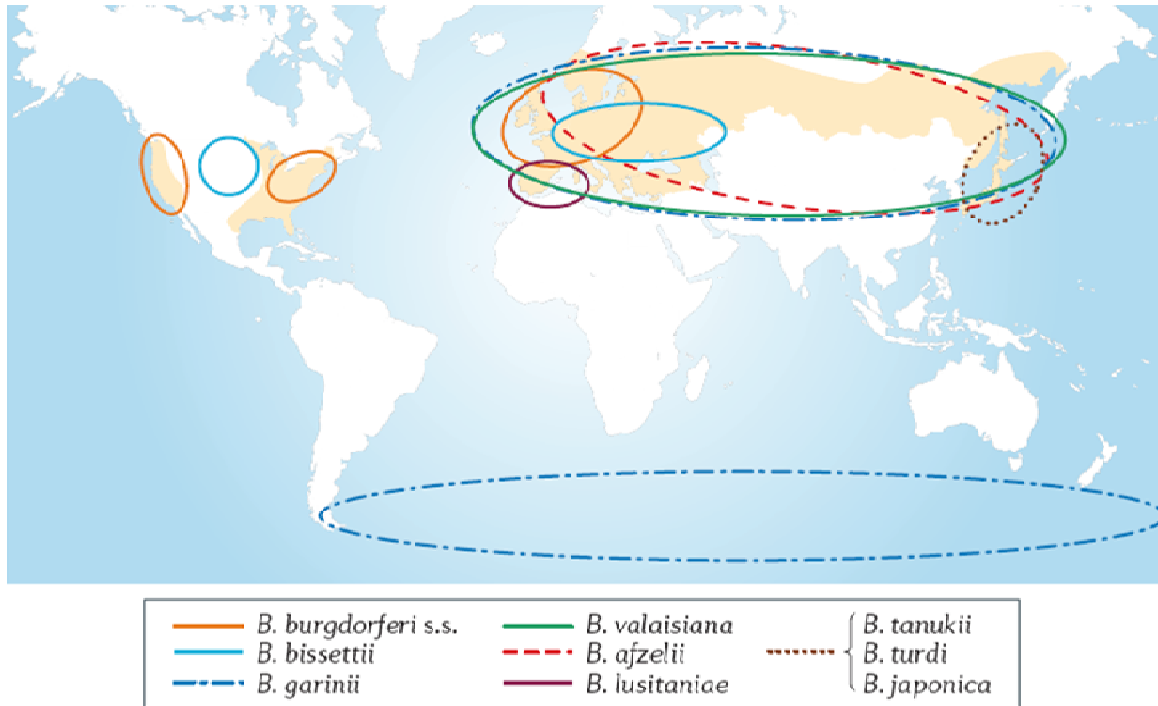 B. burgdorferi s.s.
B. bissettii
B. garinii
B. valaisiana
B. afzelii
B. lusitaniae
B. tanukii
B. turdi
B. japonica